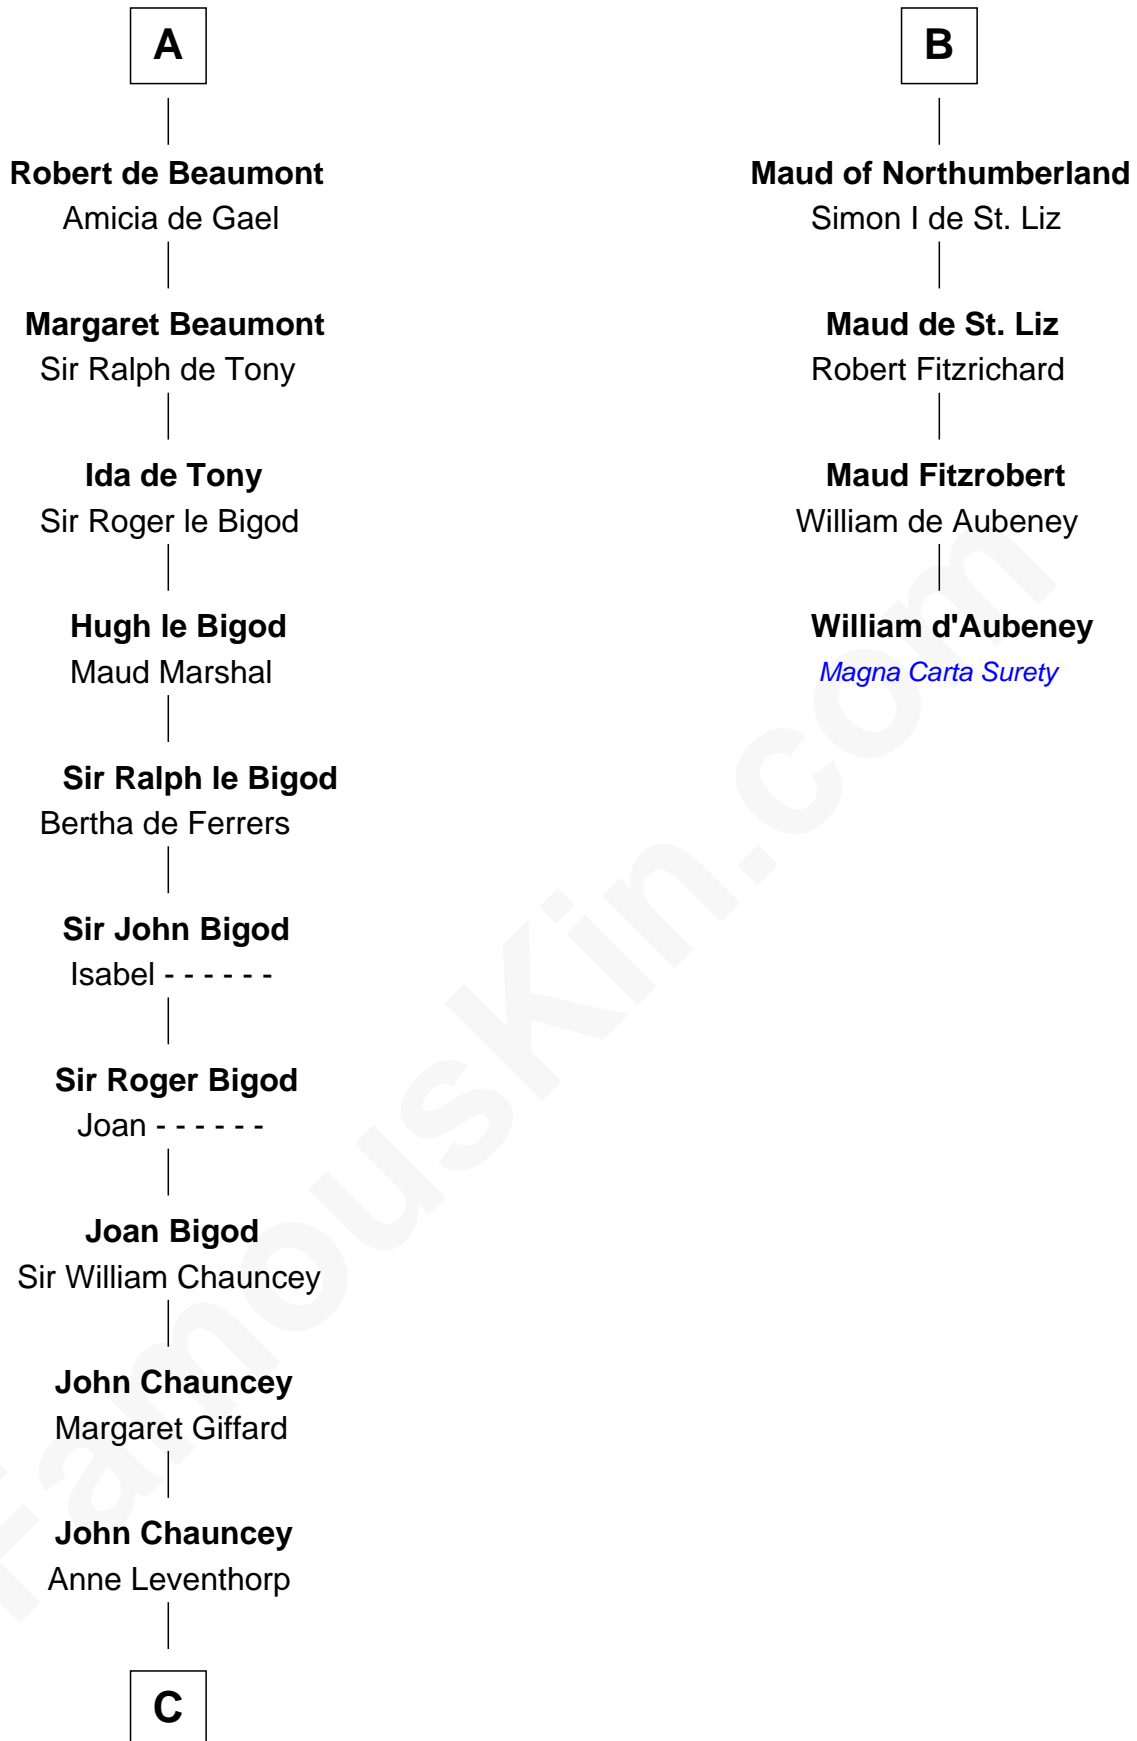 A
Robert de Beaumont
Amicia de Gael
Margaret Beaumont
Sir Ralph de Tony
Ida de Tony
Sir Roger le Bigod
Hugh le Bigod
Maud Marshal
Sir Ralph le Bigod
Bertha de Ferrers
Sir John Bigod
Isabel - - - - - -
Sir Roger Bigod
Joan - - - - - -
Joan Bigod
Sir William Chauncey
John Chauncey
Margaret Giffard
John Chauncey
Anne Leventhorp
C
B
Maud of Northumberland
Simon I de St. Liz
Maud de St. Liz
Robert Fitzrichard
Maud Fitzrobert
William de Aubeney
William d'Aubeney
Magna Carta Surety
FamousKin.com